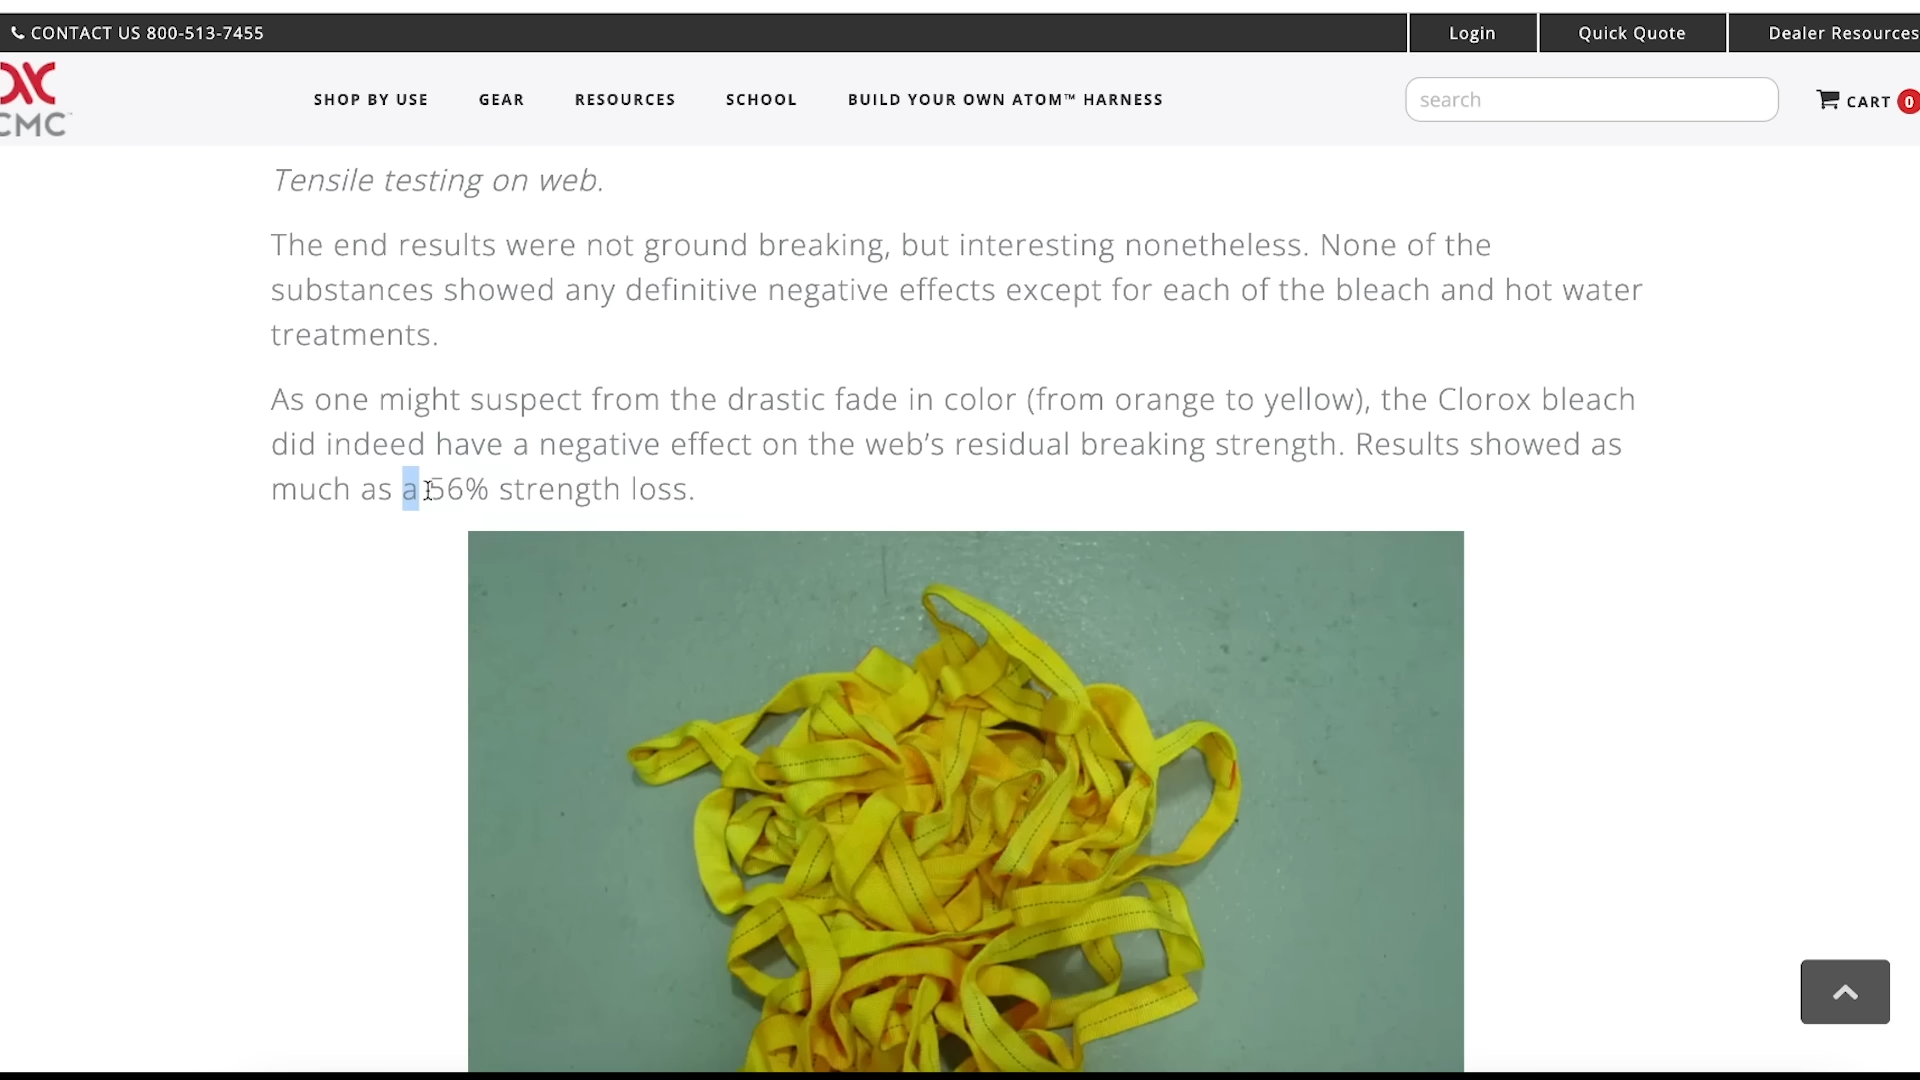 CONTACT US 800-513-7455
Login
Quick Quote
Dealer Resources
CMC
SHOP BY USE
GEAR
RESOURCES
SCHOOL
BUILD YOUR OWN ATOM™ HARNESS
search
CART 0
Tensile testing on web.
The end results were not ground breaking, but interesting nonetheless. None of the
substances showed any definitive negative effects except for each of the bleach and hot water
treatments.
As one might suspect from the drastic fade in color (from orange to yellow), the Clorox bleach
did indeed have a negative effect on the web’s residual breaking strength. Results showed as
much as a 56% strength loss.